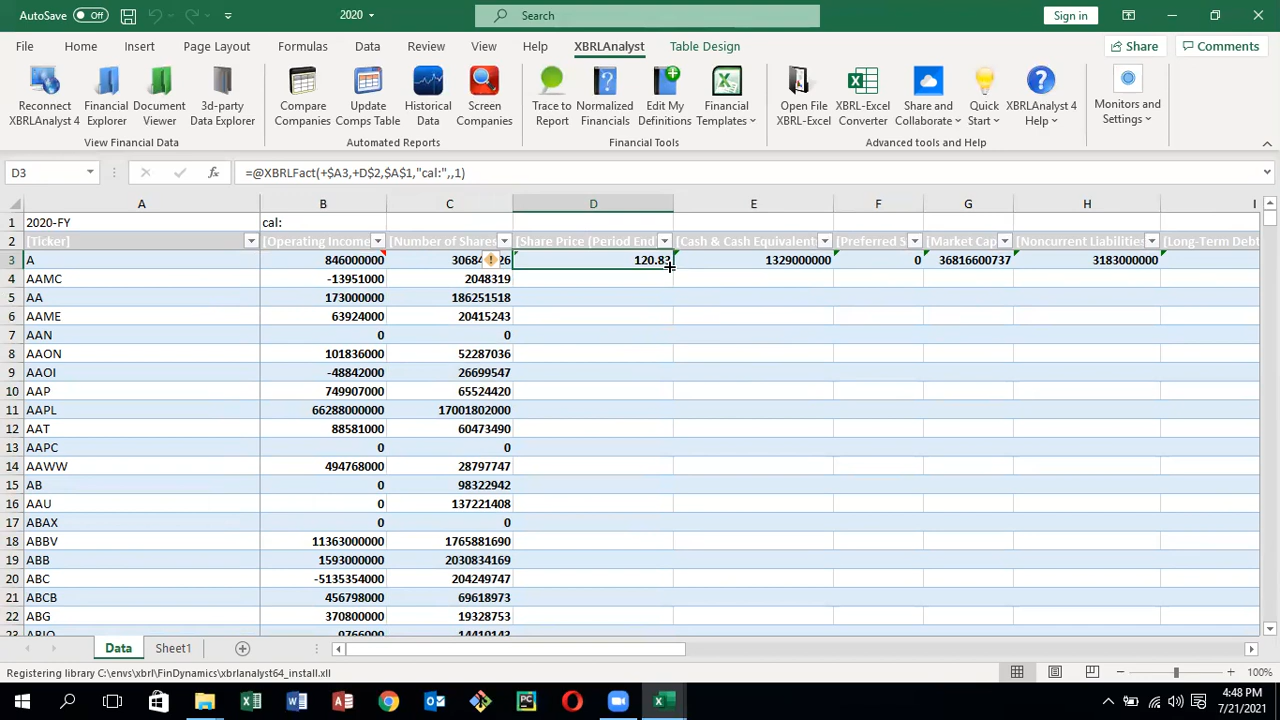 AutoSave Off 2020 Search Sign in
File Home Insert Page Layout Formulas Data Review View Help XBRLAnalyst Table Design Share Comments
Reconnect XBRLAnalyst 4 Financial Explorer Document Viewer 3d-party Data Explorer Compare Companies Update Comps Table Historical Data Screen Companies Trace to Report Normalized Financials Edit My Definitions Financial Templates Open File XBRL-Excel XBRL-Excel Converter Share and Collaborate Quick Start XBRLAnalyst 4 Help Monitors and Settings
View Financial Data Automated Reports Financial Tools Advanced tools and Help
D3 fx =@XBRLFact(+$A3,+D$2,$A$1,"cal:",,1)
A B C D E F G H I
1 2020-FY cal:
2 [Ticker] [Operating Income [Number of Shares [Share Price (Period End [Cash & Cash Equivalent [Preferred S [Market Cap [Noncurrent Liabilities [Long-Term Debt
3 A 846000000 30684 26 120.83 1329000000 0 36816600737 3183000000
4 AAMC -13951000 2048319
5 AA 173000000 186251518
6 AAME 63924000 20415243
7 AAN 0 0
8 AAON 101836000 52287036
9 AAOI -48842000 26699547
10 AAP 749907000 65524420
11 AAPL 66288000000 17001802000
12 AAT 88581000 60473490
13 AAPC 0 0
14 AAWW 494768000 28797747
15 AB 0 98322942
16 AAU 0 137221408
17 ABAX 0 0
18 ABBV 11363000000 1765881690
19 ABB 1593000000 2030834169
20 ABC -5135354000 204249747
21 ABCB 456798000 69618973
22 ABG 370800000 19328753
23 ABIO 9766000 14410143
Data Sheet1
Registering library C:\envs\xbrl\FinDynamics\xbrlanalyst64_install.xll 100%
4:48 PM
7/21/2021